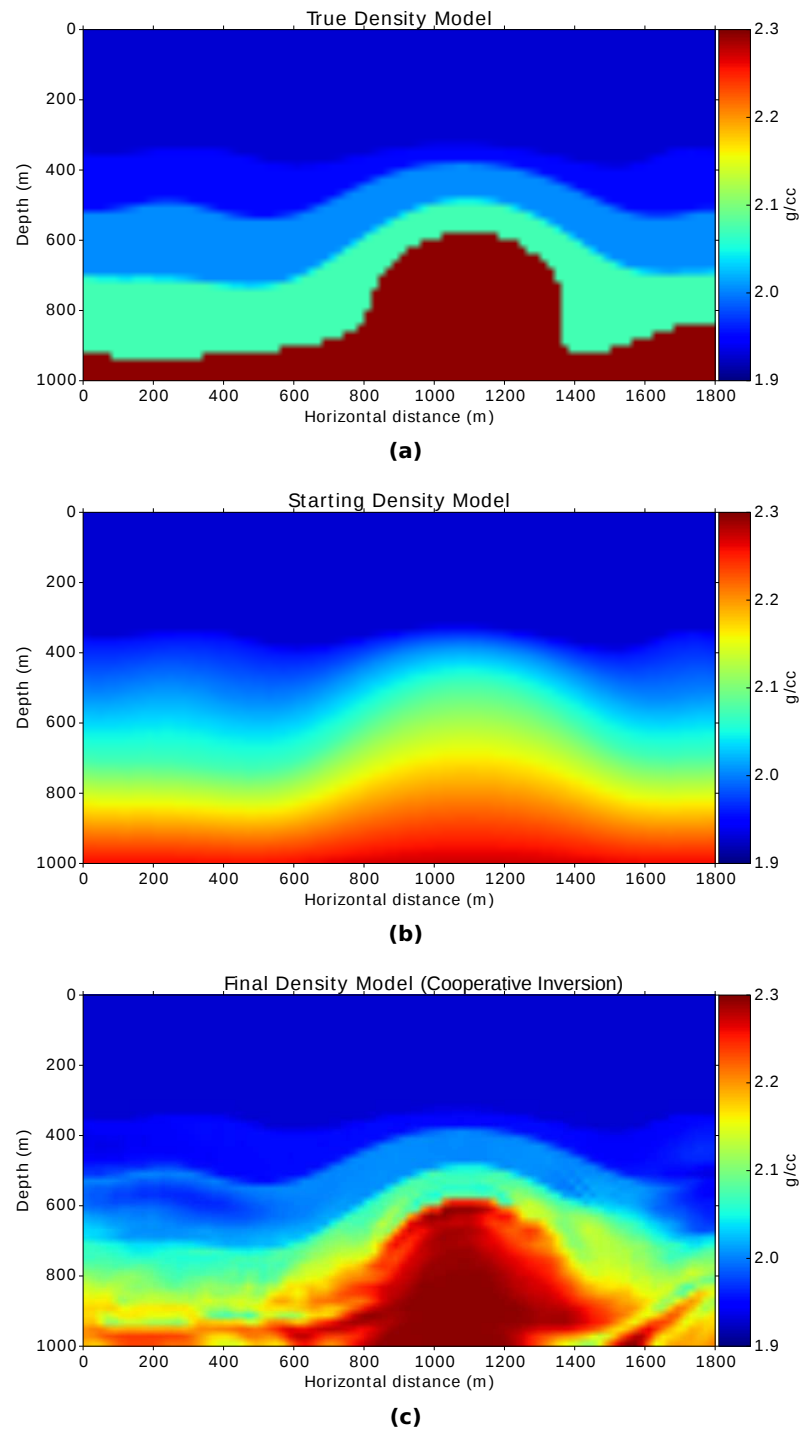 True Density Model
0
200
400
600
800
1000
Depth (m)
0 200 400 600 800 1000 1200 1400 1600 1800
Horizontal distance (m)
2.3
2.2
2.1
2.0
1.9
g/cc
(a)
Starting Density Model
0
200
400
600
800
1000
Depth (m)
0 200 400 600 800 1000 1200 1400 1600 1800
Horizontal distance (m)
2.3
2.2
2.1
2.0
1.9
g/cc
(b)
Final Density Model (Cooperative Inversion)
0
200
400
600
800
1000
Depth (m)
0 200 400 600 800 1000 1200 1400 1600 1800
Horizontal distance (m)
2.3
2.2
2.1
2.0
1.9
g/cc
(c)